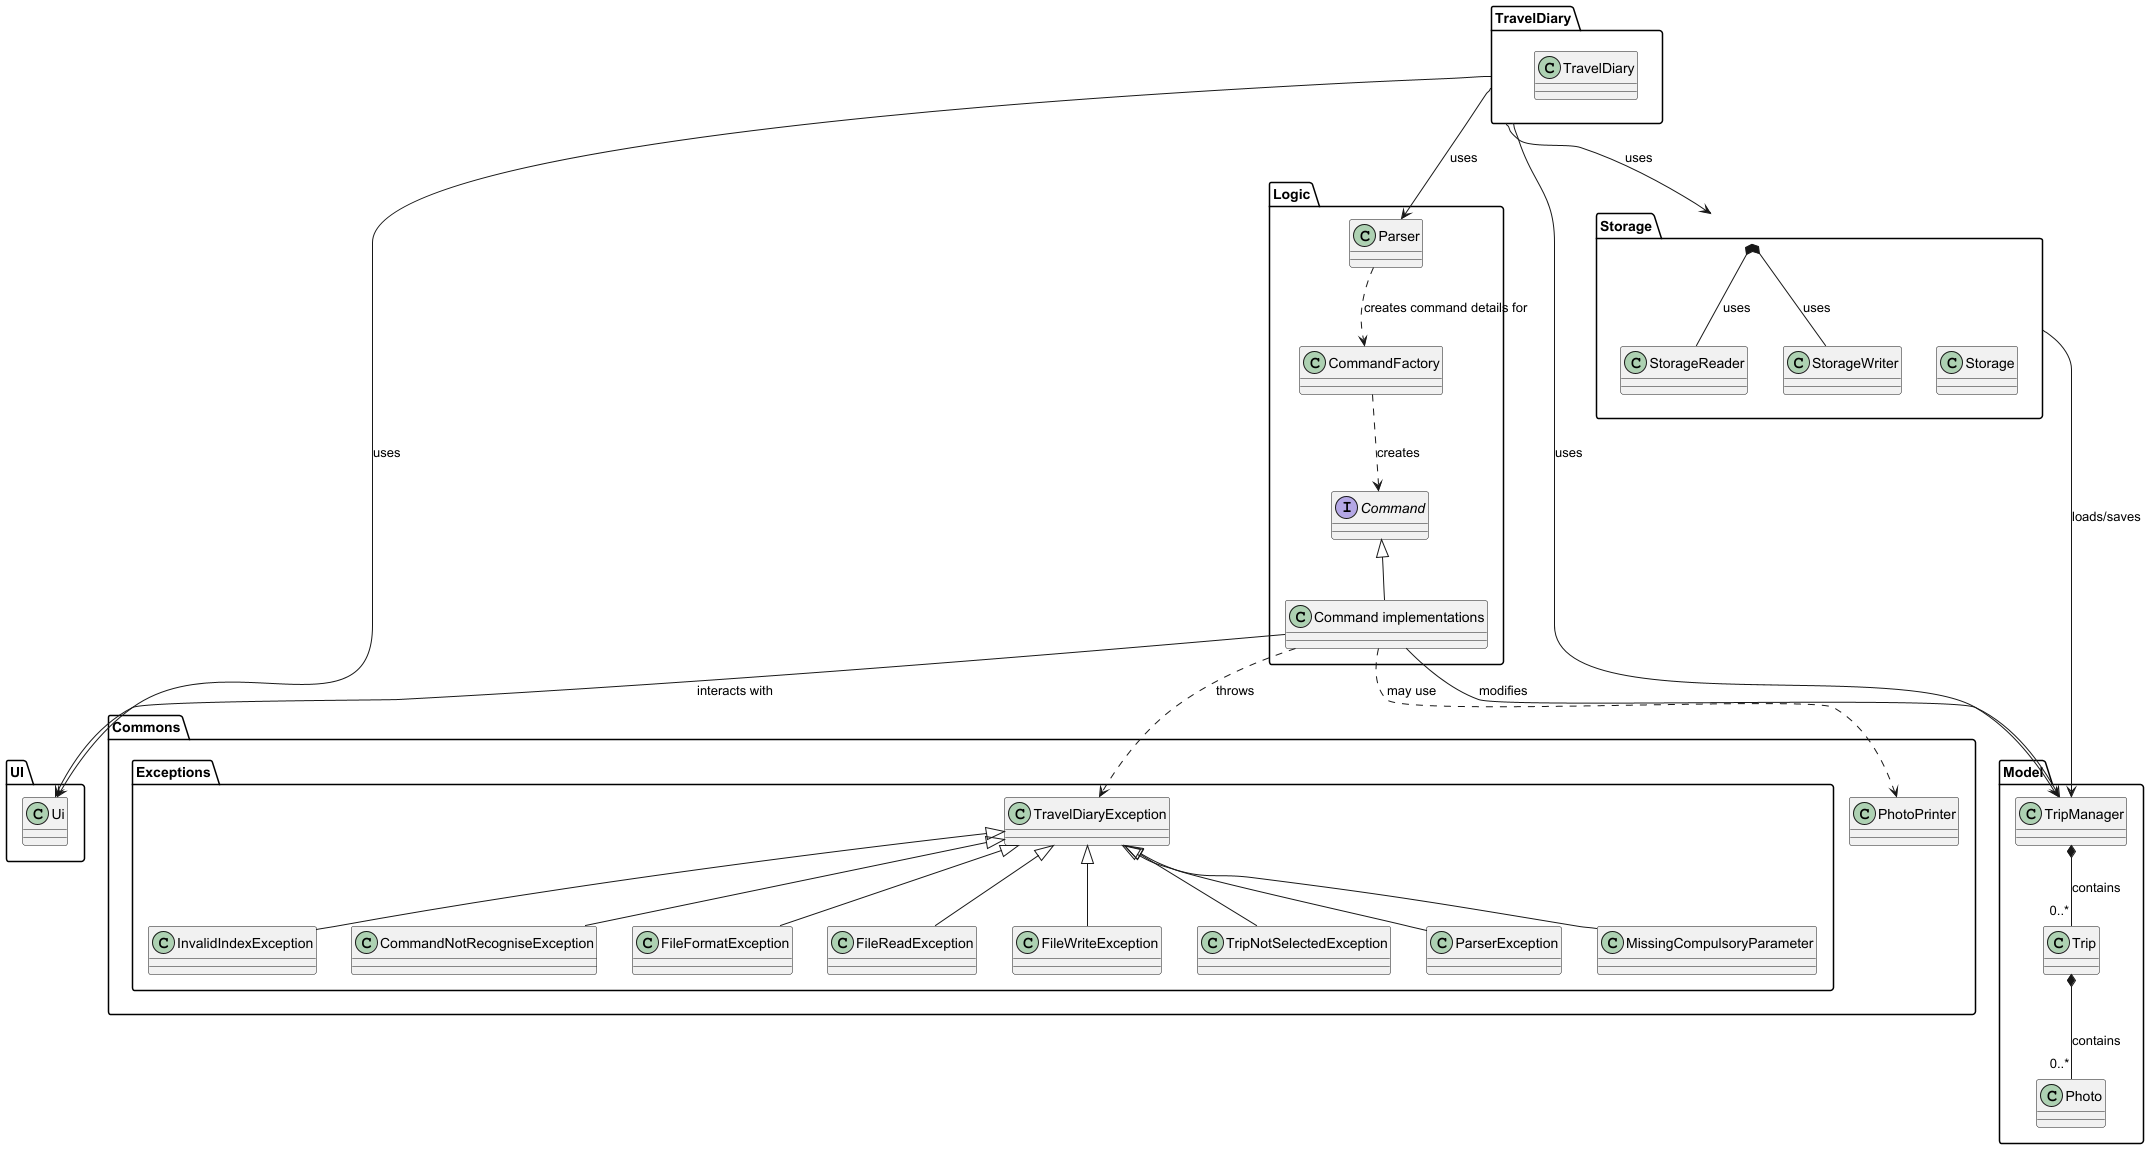 TravelDiary
C TravelDiary
uses
uses
Logic
Storage
C Parser
creates command details for
uses
uses
C CommandFactory
C StorageReader
C StorageWriter
C Storage
uses
creates
uses
I Command
loads/saves
C Command implementations
interacts with
throws
may use
modifies
Commons
UI
Exceptions
Model
C Ui
C TravelDiaryException
C PhotoPrinter
C TripManager
contains
0..*
C InvalidIndexException
C CommandNotRecogniseException
C FileFormatException
C FileReadException
C FileWriteException
C TripNotSelectedException
C ParserException
C MissingCompulsoryParameter
C Trip
contains
0..*
C Photo